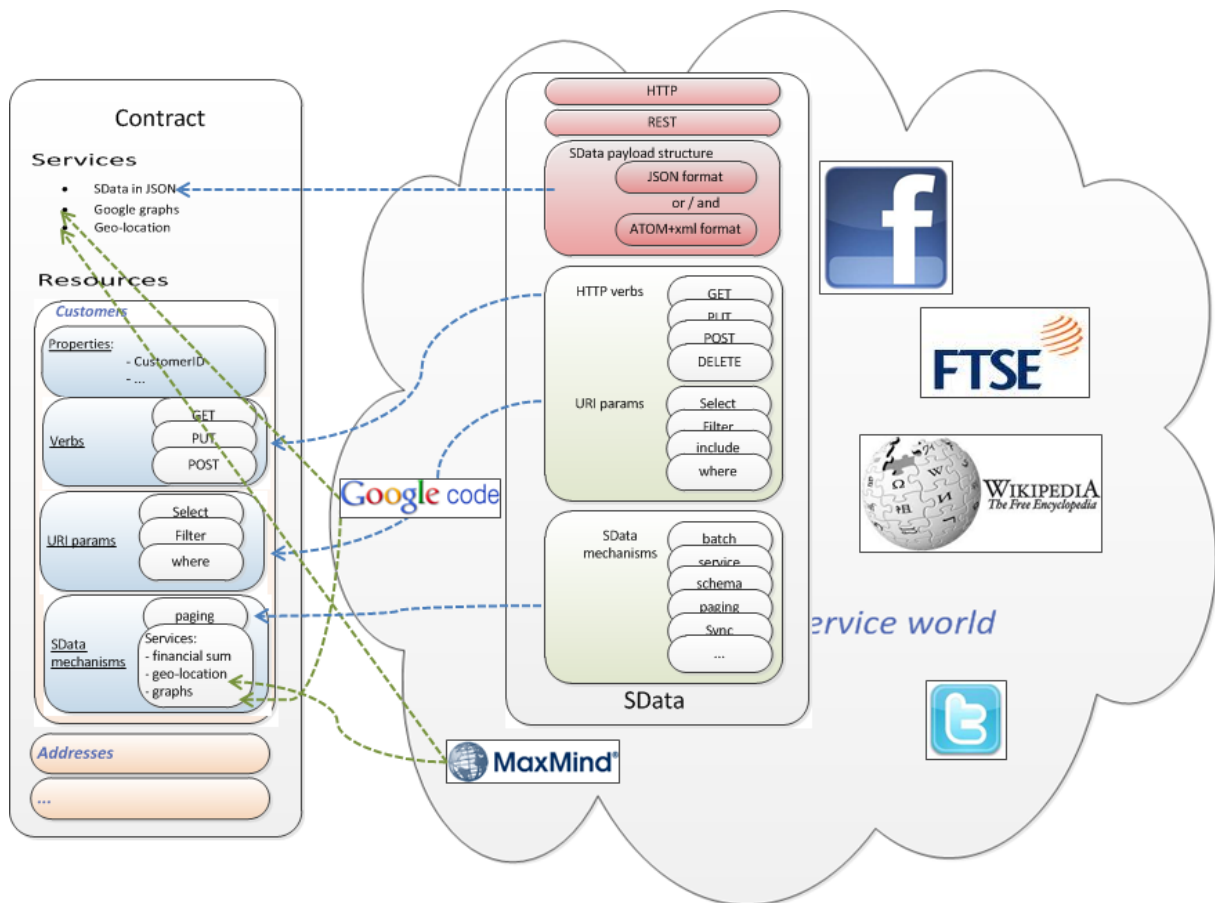 Contract
Services
SData in JSON
Google graphs
Geo-location
Resources
Customers
Properties:
- CustomerID
- ...
Verbs
GET
PUT
POST
URI params
Select
Filter
where
SData
mechanisms
paging
Services:
- financial sum
- geo-location
- graphs
Addresses
...
HTTP
REST
SData payload structure
JSON format
or / and
ATOM+xml format
HTTP verbs
GET
PUT
POST
DELETE
URI params
Select
Filter
include
where
SData
mechanisms
batch
service
schema
paging
Sync
...
SData
Google code
MaxMind®
f
FTSE
WIKIPEDIA
The Free Encyclopedia
ervice world
t